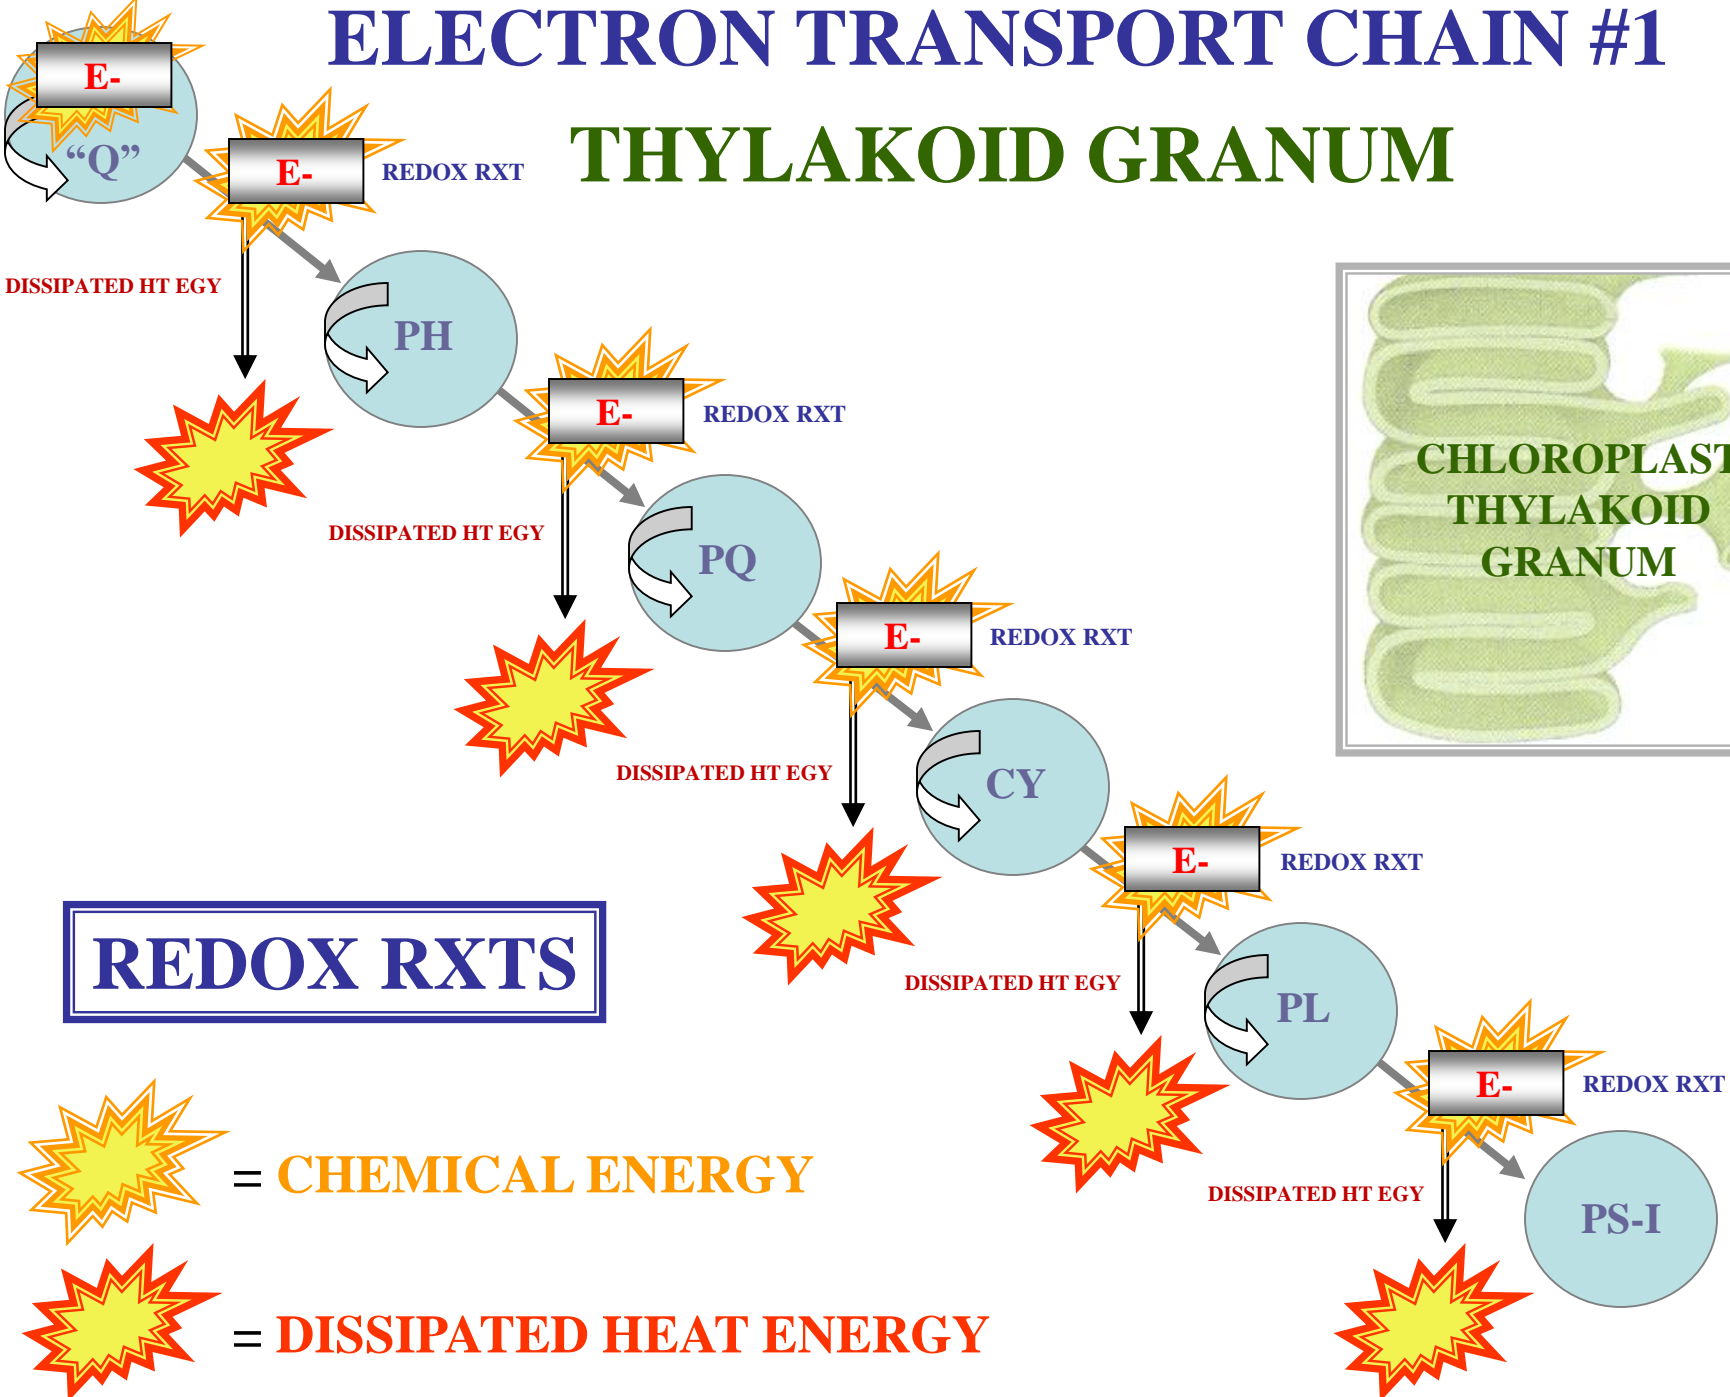 ELECTRON TRANSPORT CHAIN #1
THYLAKOID GRANUM
E-
“Q”
E-
REDOX RXT
DISSIPATED HT EGY
PH
E-
REDOX RXT
DISSIPATED HT EGY
PQ
E-
REDOX RXT
DISSIPATED HT EGY
CY
E-
REDOX RXT
DISSIPATED HT EGY
PL
E-
REDOX RXT
DISSIPATED HT EGY
PS-I
CHLOROPLAST
THYLAKOID
GRANUM
REDOX RXTS
= CHEMICAL ENERGY
= DISSIPATED HEAT ENERGY